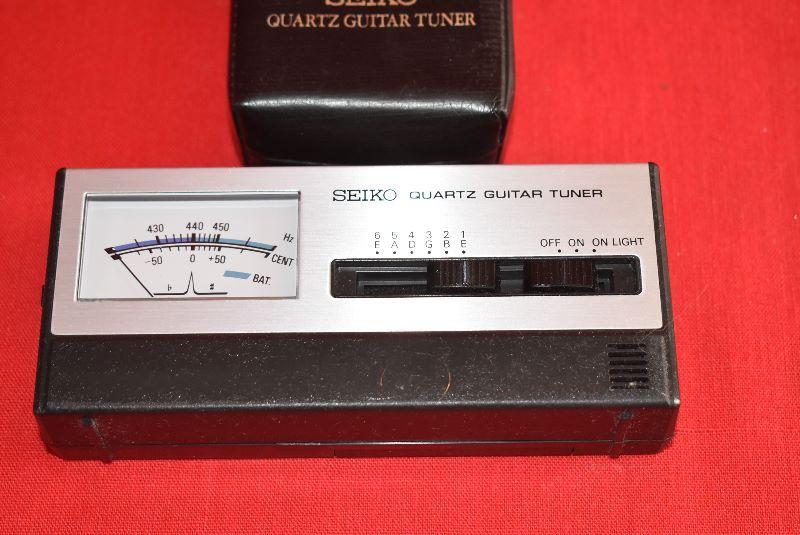 SEIKO
QUARTZ GUITAR TUNER
SEIKO QUARTZ GUITAR TUNER
430 440 450 Hz
-50 0 +50 CENT
BAT.
♭ #
6 5 4 3 2 1
E A D G B E
OFF ON ON LIGHT